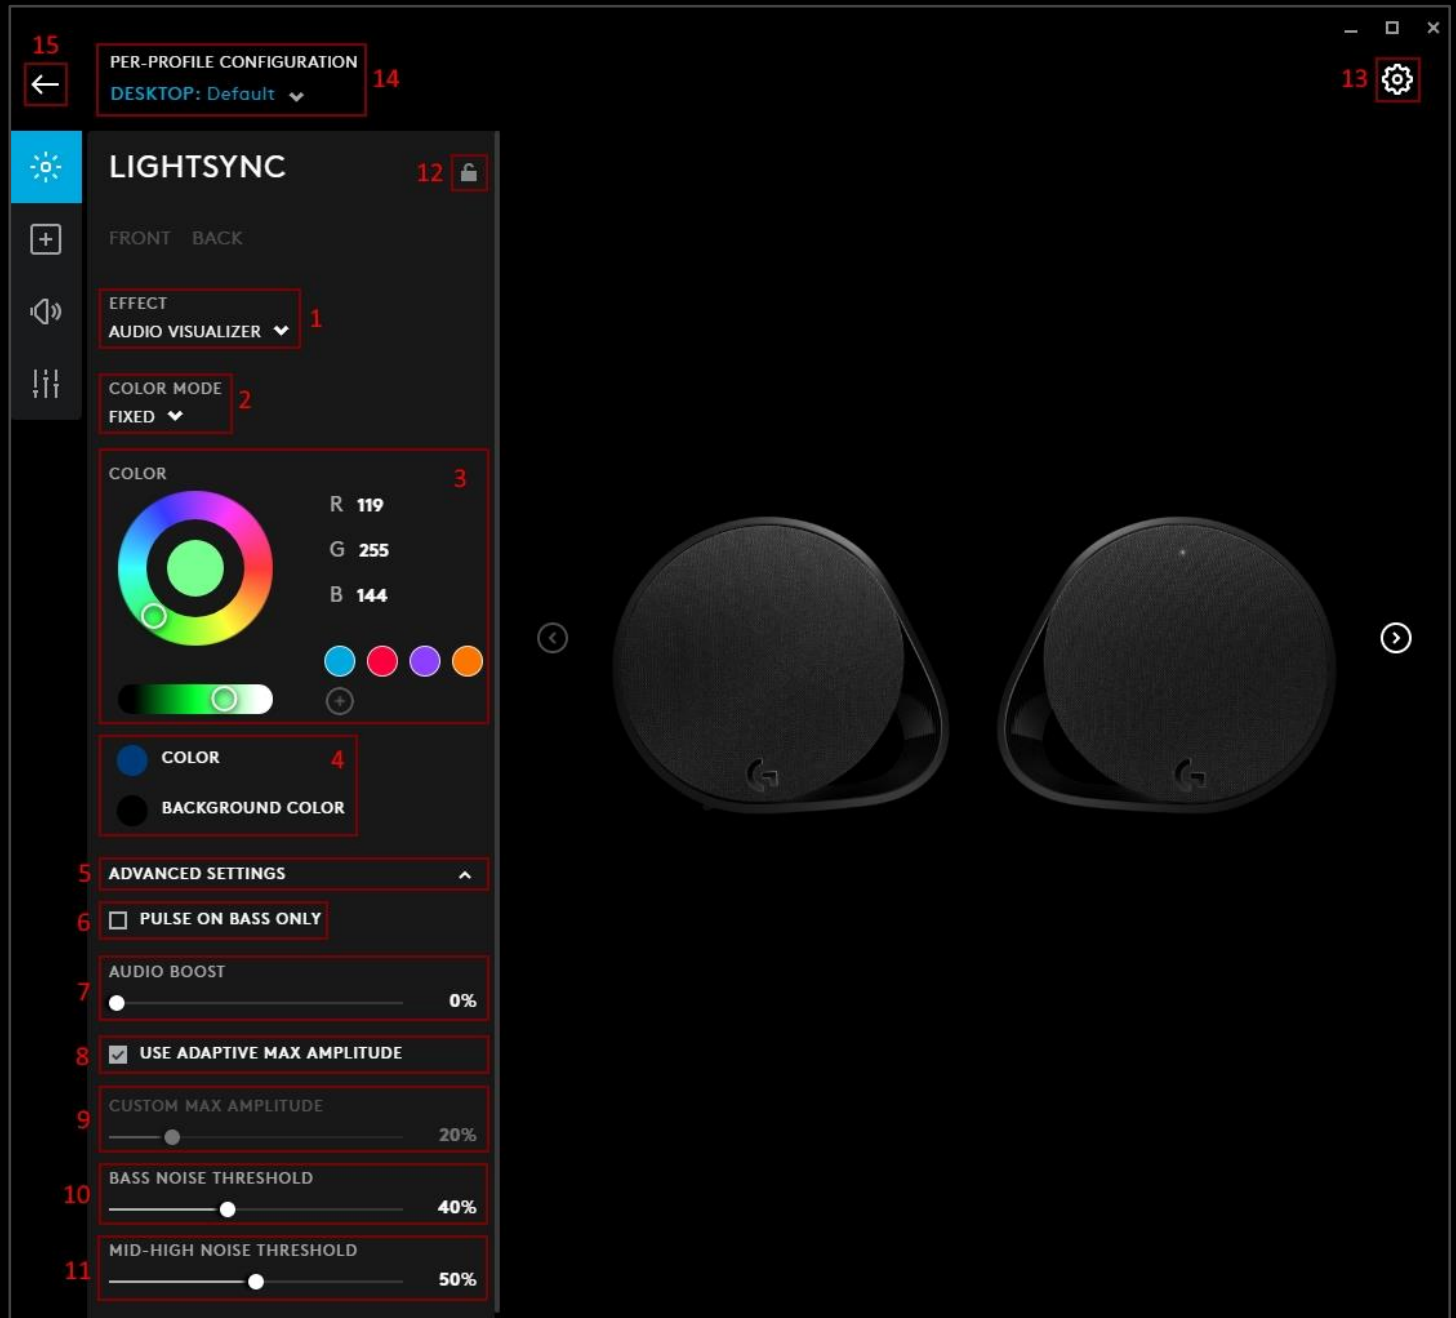 15
PER-PROFILE CONFIGURATION
DESKTOP: Default
14
13
LIGHTSYNC
12
FRONT BACK
EFFECT
AUDIO VISUALIZER
1
COLOR MODE
FIXED
2
COLOR
3
R 119
G 255
B 144
COLOR
4
BACKGROUND COLOR
5
ADVANCED SETTINGS
6
PULSE ON BASS ONLY
AUDIO BOOST
7
0%
8
USE ADAPTIVE MAX AMPLITUDE
CUSTOM MAX AMPLITUDE
9
20%
BASS NOISE THRESHOLD
10
40%
MID-HIGH NOISE THRESHOLD
11
50%